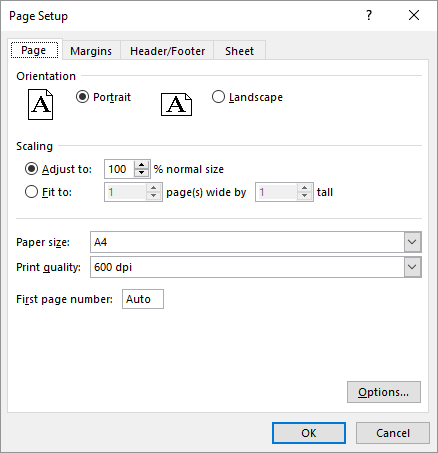 Page Setup ? ×
Page Margins Header/Footer Sheet
Orientation
A Portrait A Landscape
Scaling
Adjust to: 100 % normal size
Fit to: 1 page(s) wide by 1 tall
Paper size: A4
Print quality: 600 dpi
First page number: Auto
Options...
OK Cancel